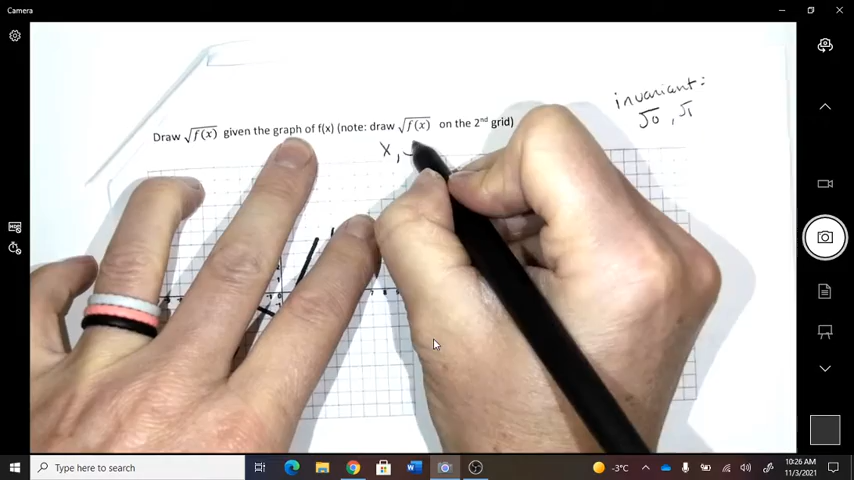 Camera
invariant:
√0 , √1
Draw √f(x) given the graph of f(x) (note: draw √f(x) on the 2nd grid)
x,
Type here to search
-3°C
10:26 AM
11/3/2021